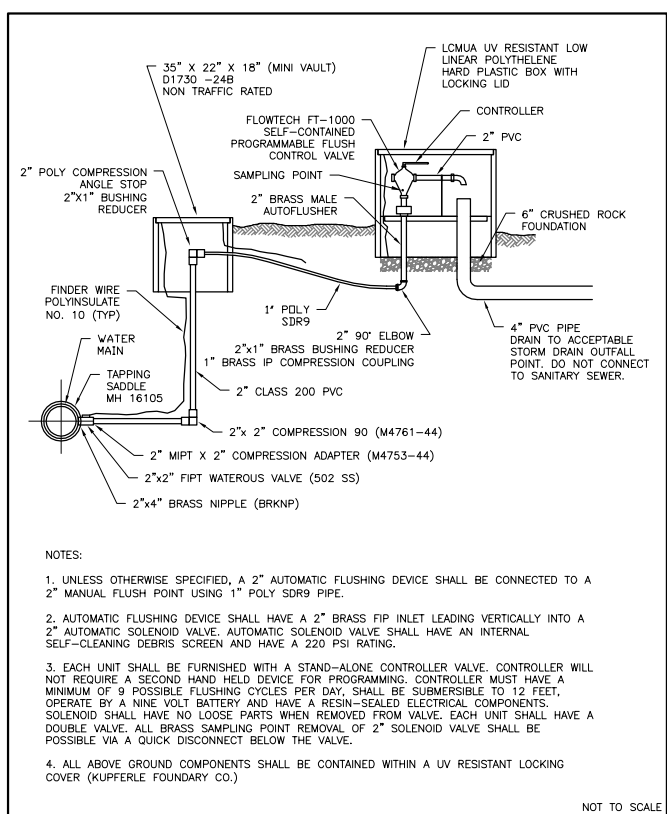 LCMUA UV RESISTANT LOW
LINEAR POLYTHELENE
HARD PLASTIC BOX WITH
LOCKING LID
35" X 22" X 18" (MINI VAULT)
D1730 -24B
NON TRAFFIC RATED
CONTROLLER
FLOWTECH FT-1000
SELF-CONTAINED
PROGRAMMABLE FLUSH
CONTROL VALVE
2" PVC
SAMPLING POINT
2" POLY COMPRESSION
ANGLE STOP
2"X1" BUSHING
REDUCER
2" BRASS MALE
AUTOFLUSHER
6" CRUSHED ROCK
FOUNDATION
FINDER WIRE
POLYINSULATE
NO. 10 (TYP)
1" POLY
SDR9
2" 90° ELBOW
2"x1" BRASS BUSHING REDUCER
1" BRASS IP COMPRESSION COUPLING
4" PVC PIPE
DRAIN TO ACCEPTABLE
STORM DRAIN OUTFALL
POINT. DO NOT CONNECT
TO SANITARY SEWER.
WATER
MAIN
TAPPING
SADDLE
MH 16105
2" CLASS 200 PVC
2"x 2" COMPRESSION 90 (M4761-44)
2" MIPT X 2" COMPRESSION ADAPTER (M4753-44)
2"x2" FIPT WATEROUS VALVE (502 SS)
2"x4" BRASS NIPPLE (BRKNP)
NOTES:
1. UNLESS OTHERWISE SPECIFIED, A 2" AUTOMATIC FLUSHING DEVICE SHALL BE CONNECTED TO A
2" MANUAL FLUSH POINT USING 1" POLY SDR9 PIPE.
2. AUTOMATIC FLUSHING DEVICE SHALL HAVE A 2" BRASS FIP INLET LEADING VERTICALLY INTO A
2" AUTOMATIC SOLENOID VALVE. AUTOMATIC SOLENOID VALVE SHALL HAVE AN INTERNAL
SELF-CLEANING DEBRIS SCREEN AND HAVE A 220 PSI RATING.
3. EACH UNIT SHALL BE FURNISHED WITH A STAND-ALONE CONTROLLER VALVE. CONTROLLER WILL
NOT REQUIRE A SECOND HAND HELD DEVICE FOR PROGRAMMING. CONTROLLER MUST HAVE A
MINIMUM OF 9 POSSIBLE FLUSHING CYCLES PER DAY, SHALL BE SUBMERSIBLE TO 12 FEET,
OPERATE BY A NINE VOLT BATTERY AND HAVE A RESIN-SEALED ELECTRICAL COMPONENTS.
SOLENOID SHALL HAVE NO LOOSE PARTS WHEN REMOVED FROM VALVE. EACH UNIT SHALL HAVE A
DOUBLE VALVE. ALL BRASS SAMPLING POINT REMOVAL OF 2" SOLENOID VALVE SHALL BE
POSSIBLE VIA A QUICK DISCONNECT BELOW THE VALVE.
4. ALL ABOVE GROUND COMPONENTS SHALL BE CONTAINED WITHIN A UV RESISTANT LOCKING
COVER (KUPFERLE FOUNDARY CO.)
NOT TO SCALE